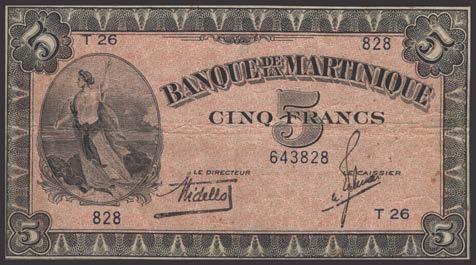 5 5
T 26 828
BANQUE DE LA MARTINIQUE
CINQ FRANCS
5
643828
LE DIRECTEUR LE CAISSIER
828 T 26
5 5